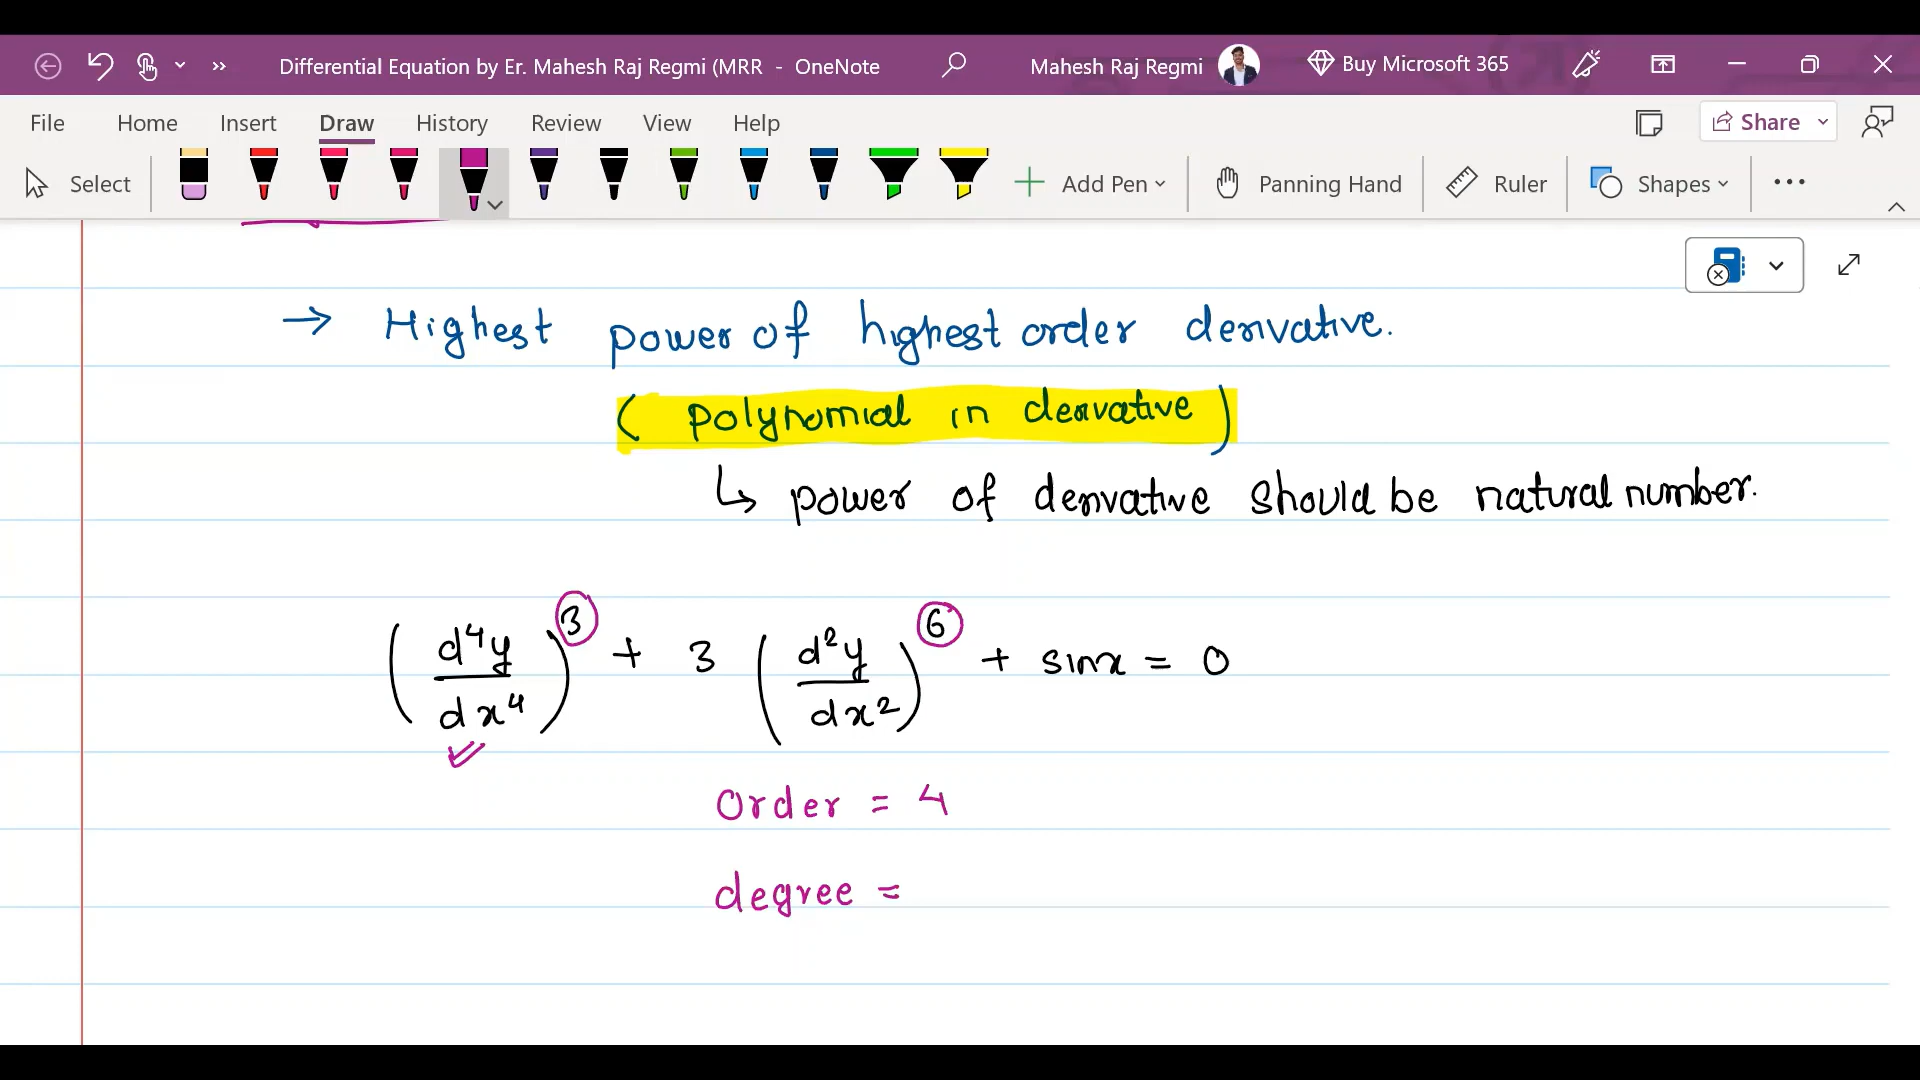 Differential Equation by Er. Mahesh Raj Regmi (MRR - OneNote
Mahesh Raj Regmi
Buy Microsoft 365
File Home Insert Draw History Review View Help
Share
Select
Add Pen
Panning Hand
Ruler
Shapes
→ Highest power of highest order derivative.
( polynomial in derivative )
↳ power of derivative should be natural number.
(d⁴y/dx⁴)³ + 3 (d²y/dx²)⁶ + sinx = 0
Order = 4
degree =